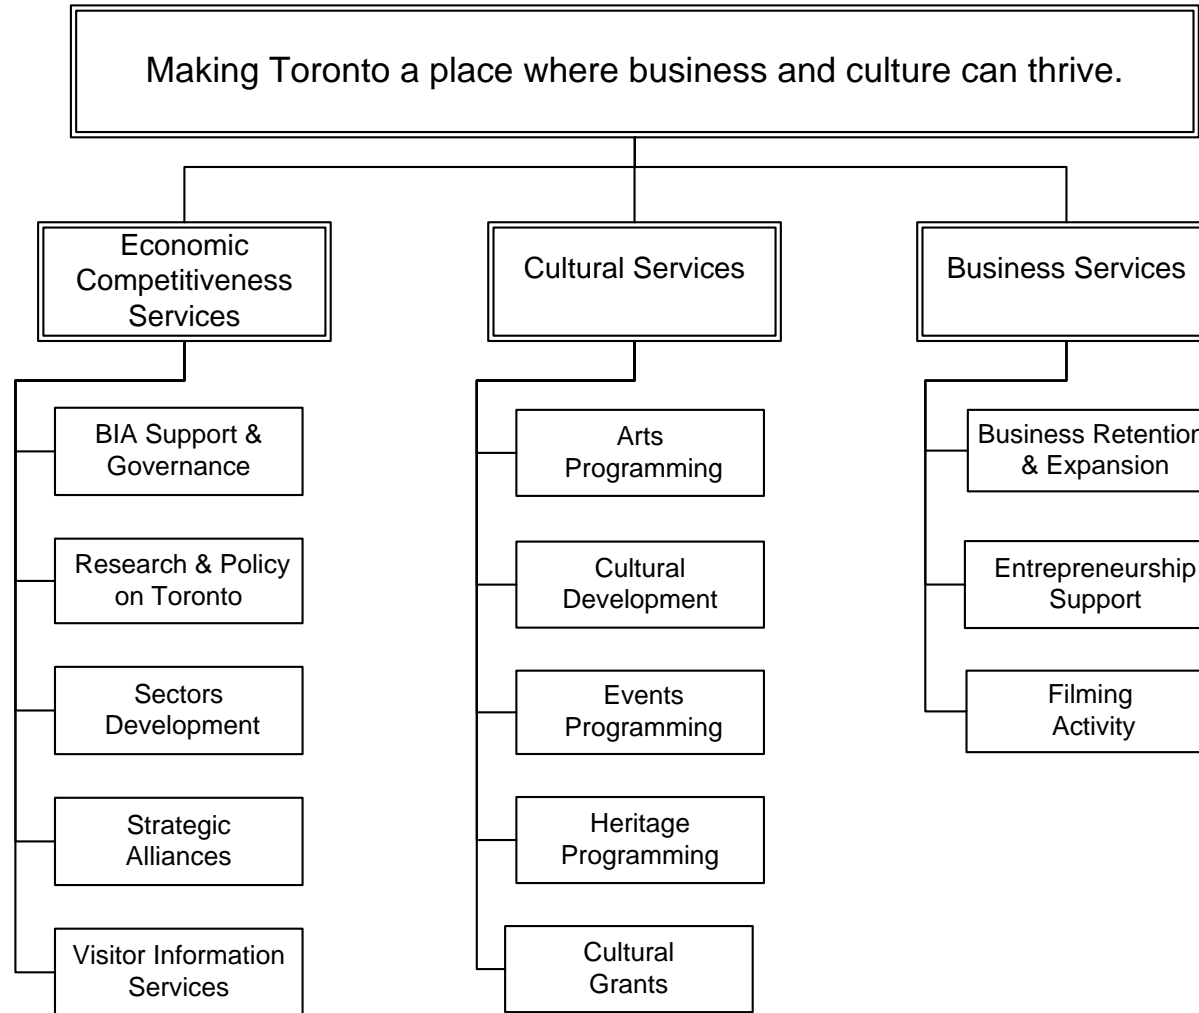 Making Toronto a place where business and culture can thrive.
Economic
Competitiveness
Services
BIA Support &
Governance
Research & Policy
on Toronto
Sectors
Development
Strategic
Alliances
Visitor Information
Services
Cultural Services
Arts
Programming
Cultural
Development
Events
Programming
Heritage
Programming
Cultural
Grants
Business Services
Business Retention
& Expansion
Entrepreneurship
Support
Filming
Activity